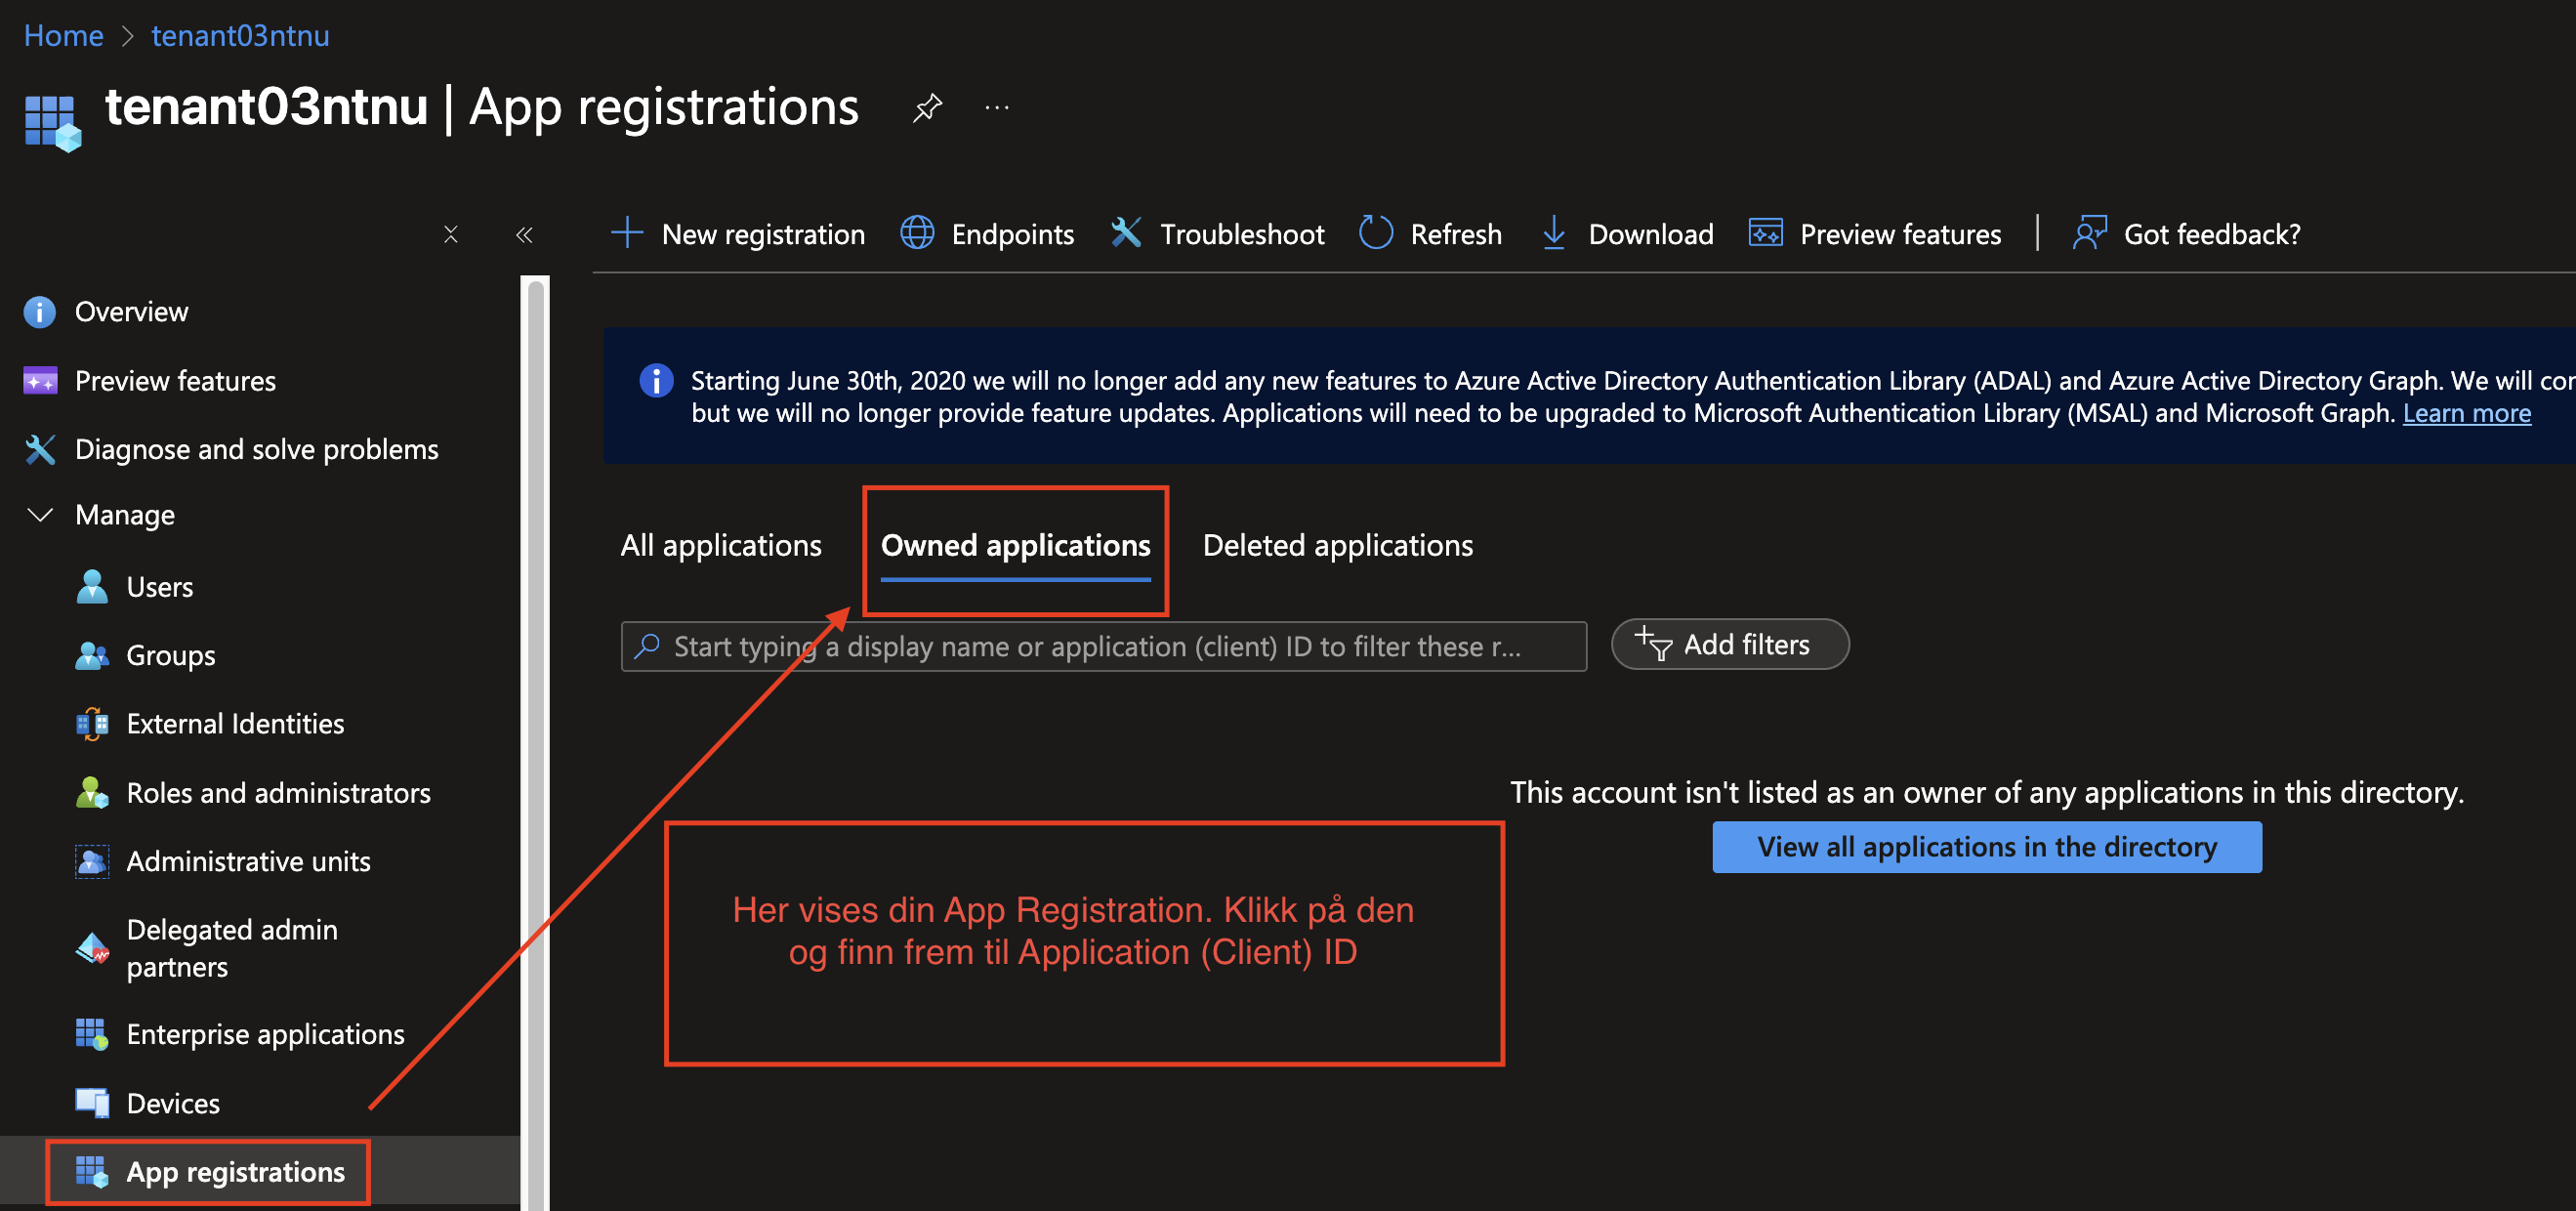 Home > tenant03ntnu
tenant03ntnu | App registrations
Overview
Preview features
Diagnose and solve problems
Manage
Users
Groups
External Identities
Roles and administrators
Administrative units
Delegated admin
partners
Enterprise applications
Devices
App registrations
New registration Endpoints Troubleshoot Refresh Download Preview features | Got feedback?
Starting June 30th, 2020 we will no longer add any new features to Azure Active Directory Authentication Library (ADAL) and Azure Active Directory Graph. We will
but we will no longer provide feature updates. Applications will need to be upgraded to Microsoft Authentication Library (MSAL) and Microsoft Graph. Learn more
All applications Owned applications Deleted applications
Start typing a display name or application (client) ID to filter these r...
Add filters
This account isn't listed as an owner of any applications in this directory.
View all applications in the directory
Her vises din App Registration. Klikk på den
og finn frem til Application (Client) ID